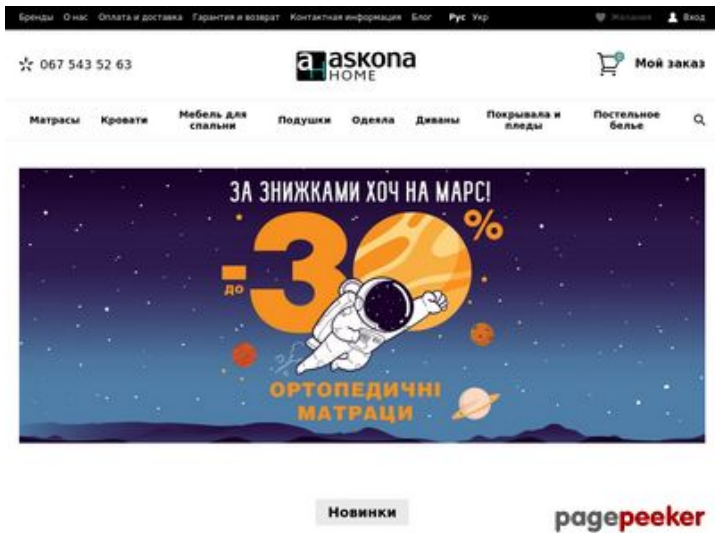 Бренды О нас Оплата и доставка Гарантия и возврат Контактная информация Блог Рус Укр Желания Вход
067 543 52 63
askona
HOME
0
Мой заказ
Матрасы Кровати Мебель для спальни Подушки Одеяла Диваны Покрывала и пледы Постельное белье
ЗА ЗНИЖКАМИ ХОЧ НА МАРС!
до -30%
ОРТОПЕДИЧНІ
МАТРАЦИ
Новинки
pagepeeker